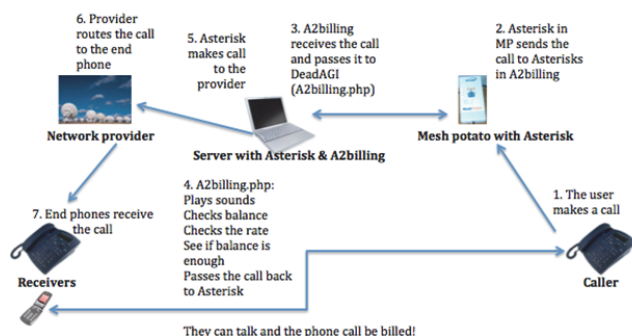 6. Provider
routes the call
to the end
phone
5. Asterisk
makes call
to the
provider
3. A2billing
receives the call
and passes it to
DeadAGI
(A2billing.php)
2. Asterisk in
MP sends the
call to Asterisks
in A2billing
Network provider
Server with Asterisk & A2billing
Mesh potato with Asterisk
4. A2billing.php:
Plays sounds
Checks balance
Checks the rate
See if balance is
enough
Passes the call back
to Asterisk
1. The user
makes a call
7. End phones receive
the call
Receivers
Caller
They can talk and the phone call be billed!